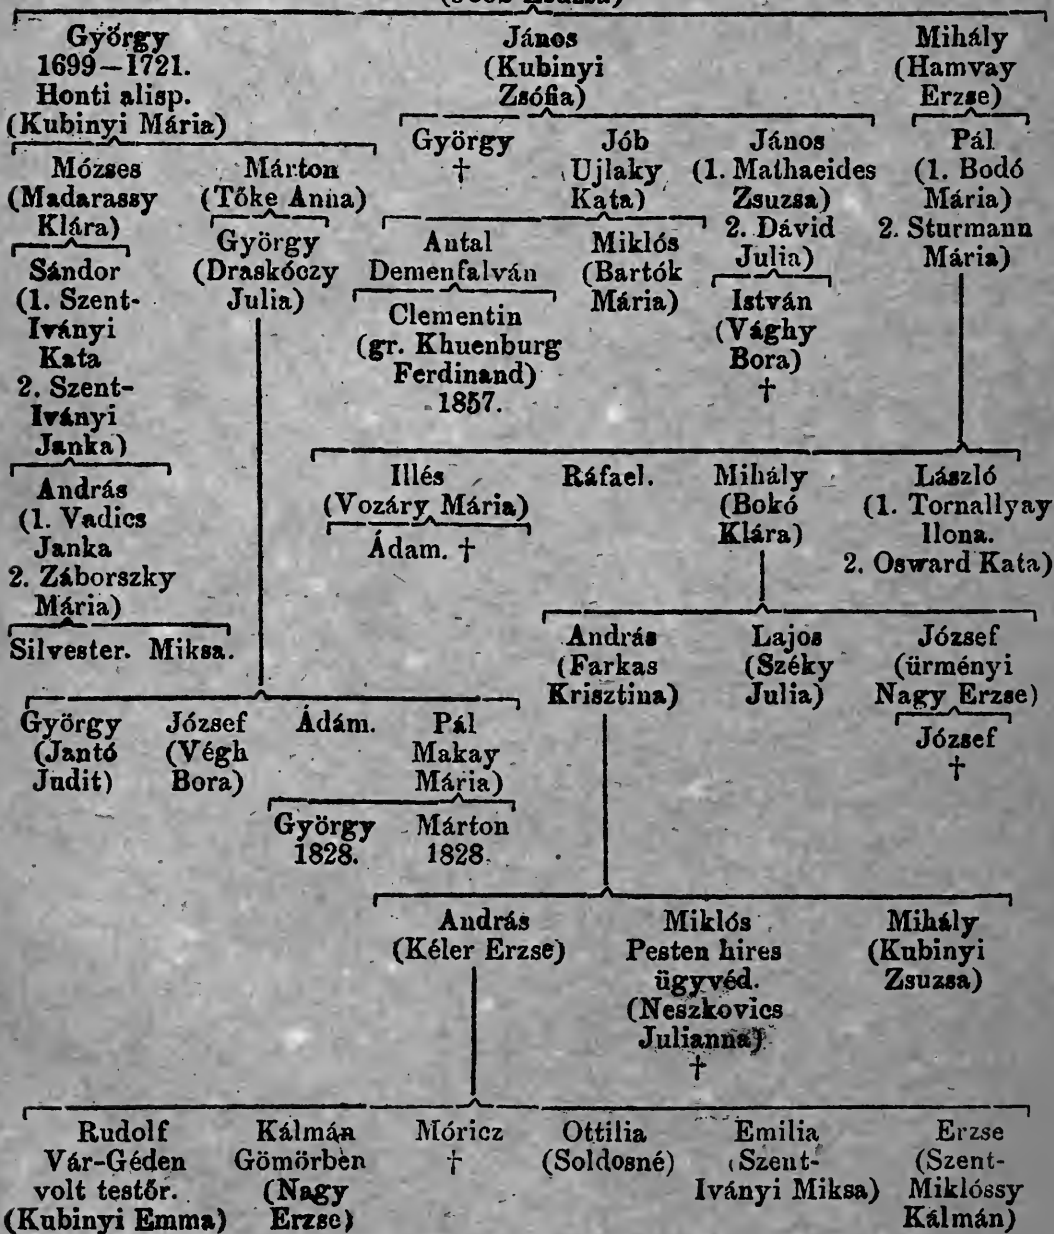 György
1699—1721.
Honti alisp.
(Kubinyi Mária)
János
(Kubinyi
Zsófia)
Mihály
(Hamvay
Erzse)
Mózses
(Madarassy
Klára)
Márton
(Tőke Anna)
György
†
Jób
Ujlaky
Kata)
János
(1. Mathaeides
Zsuzsa)
2. Dávid
Julia)
Pál
(1. Bodó
Mária)
2. Sturmann
Mária)
Sándor
(1. Szent-
Iványi
Kata
2. Szent-
Iványi
Janka)
György
(Draskóczy
Julia)
Antal
Demenfalván
Miklós
(Bartók
Mária)
Clementin
(gr. Khuenburg
Ferdinand)
1857.
István
(Vághy
Bora)
†
András
(1. Vadics
Janka
2. Záborszky
Mária)
Illés
(Vozáry Mária)
Ádam. †
Ráfael.
Mihály
(Bokó
Klára)
László
(1. Tornallyay
Ilona.
2. Osward Kata)
Silvester. Miksa.
András
(Farkas
Krisztina)
Lajos
(Széky
Julia)
József
(ürményi
Nagy Erzse)
József
†
György
(Jantó
Judit)
József
(Végh
Bora)
Ádám.
Pál
Makay
Mária)
György
1828.
Márton
1828.
András
(Kéler Erzse)
Miklós
Pesten hires
ügyvéd.
(Neszkovics
Julianna)
†
Mihály
(Kubinyi
Zsuzsa)
Rudolf
Vár-Géden
volt testőr.
(Kubinyi Emma)
Kálmán
Gömörben
(Nagy
Erzse)
Móricz
†
Ottilia
(Soldosné)
Emilia
(Szent-
Iványi Miksa)
Erzse
(Szent-
Miklóssy
Kálmán)